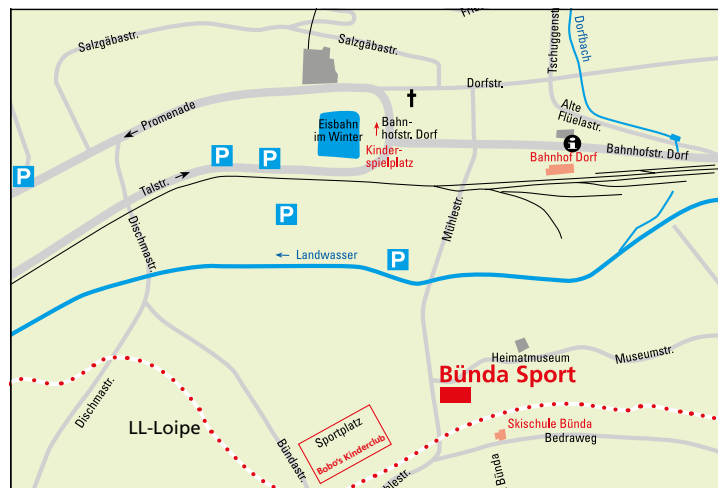 Frie
Salzgäbastr.
Salzgäbastr.
Tschuggenstr
Dorfbach
Dorfstr.
← Promenade
Eisbahn
im Winter
Bahn-
hofstr. Dorf
Kinder-
spielplatz
Alte
Flüelastr.
i
Bahnhofstr. Dorf
Bahnhof Dorf
P
P
P
Talstr. →
P
Dischmastr.
Mühlestr.
← Landwasser
P
Heimatmuseum
Museumstr.
Bünda Sport
Dischmastr.
LL-Loipe
Sportplatz
Bobo's Kinderclub
Skischule Bünda
Bedraweg
Bündastr.
hlestr.
Bünda